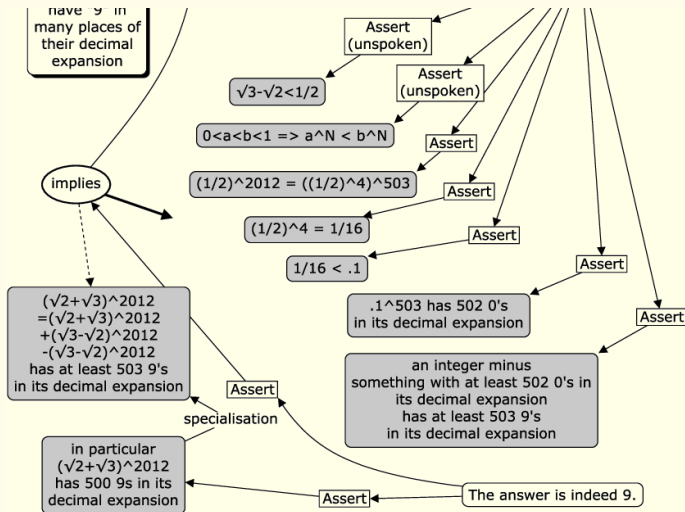 have "9" in
many places of
their decimal
expansion
Assert
(unspoken)
√3-√2<1/2
Assert
(unspoken)
0<a<b<1 => a^N < b^N
Assert
(1/2)^2012 = ((1/2)^4)^503
Assert
(1/2)^4 = 1/16
Assert
1/16 < .1
Assert
.1^503 has 502 0's
in its decimal expansion
Assert
an integer minus
something with at least 502 0's in
its decimal expansion
has at least 503 9's
in its decimal expansion
implies
(√2+√3)^2012
=(√2+√3)^2012
+(√3-√2)^2012
-(√3-√2)^2012
has at least 503 9's
in its decimal expansion
Assert
specialisation
in particular
(√2+√3)^2012
has 500 9s in its
decimal expansion
Assert
The answer is indeed 9.